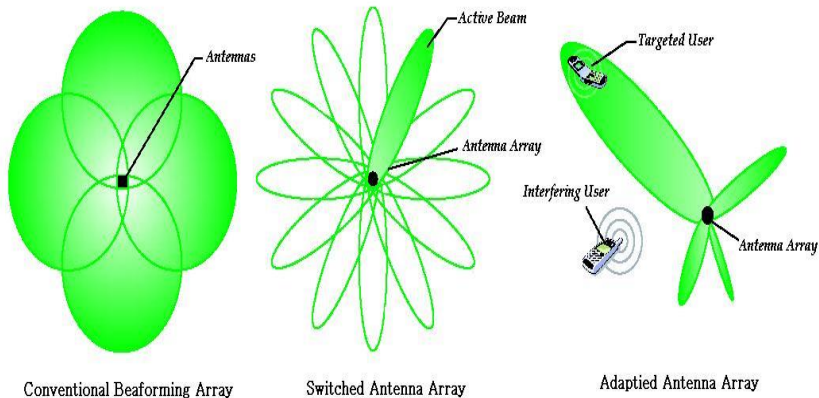 Antennas
Conventional Beaforming Array
Active Beam
Antenna Array
Switched Antenna Array
Targeted User
Interfering User
Antenna Array
Adaptied Antenna Array